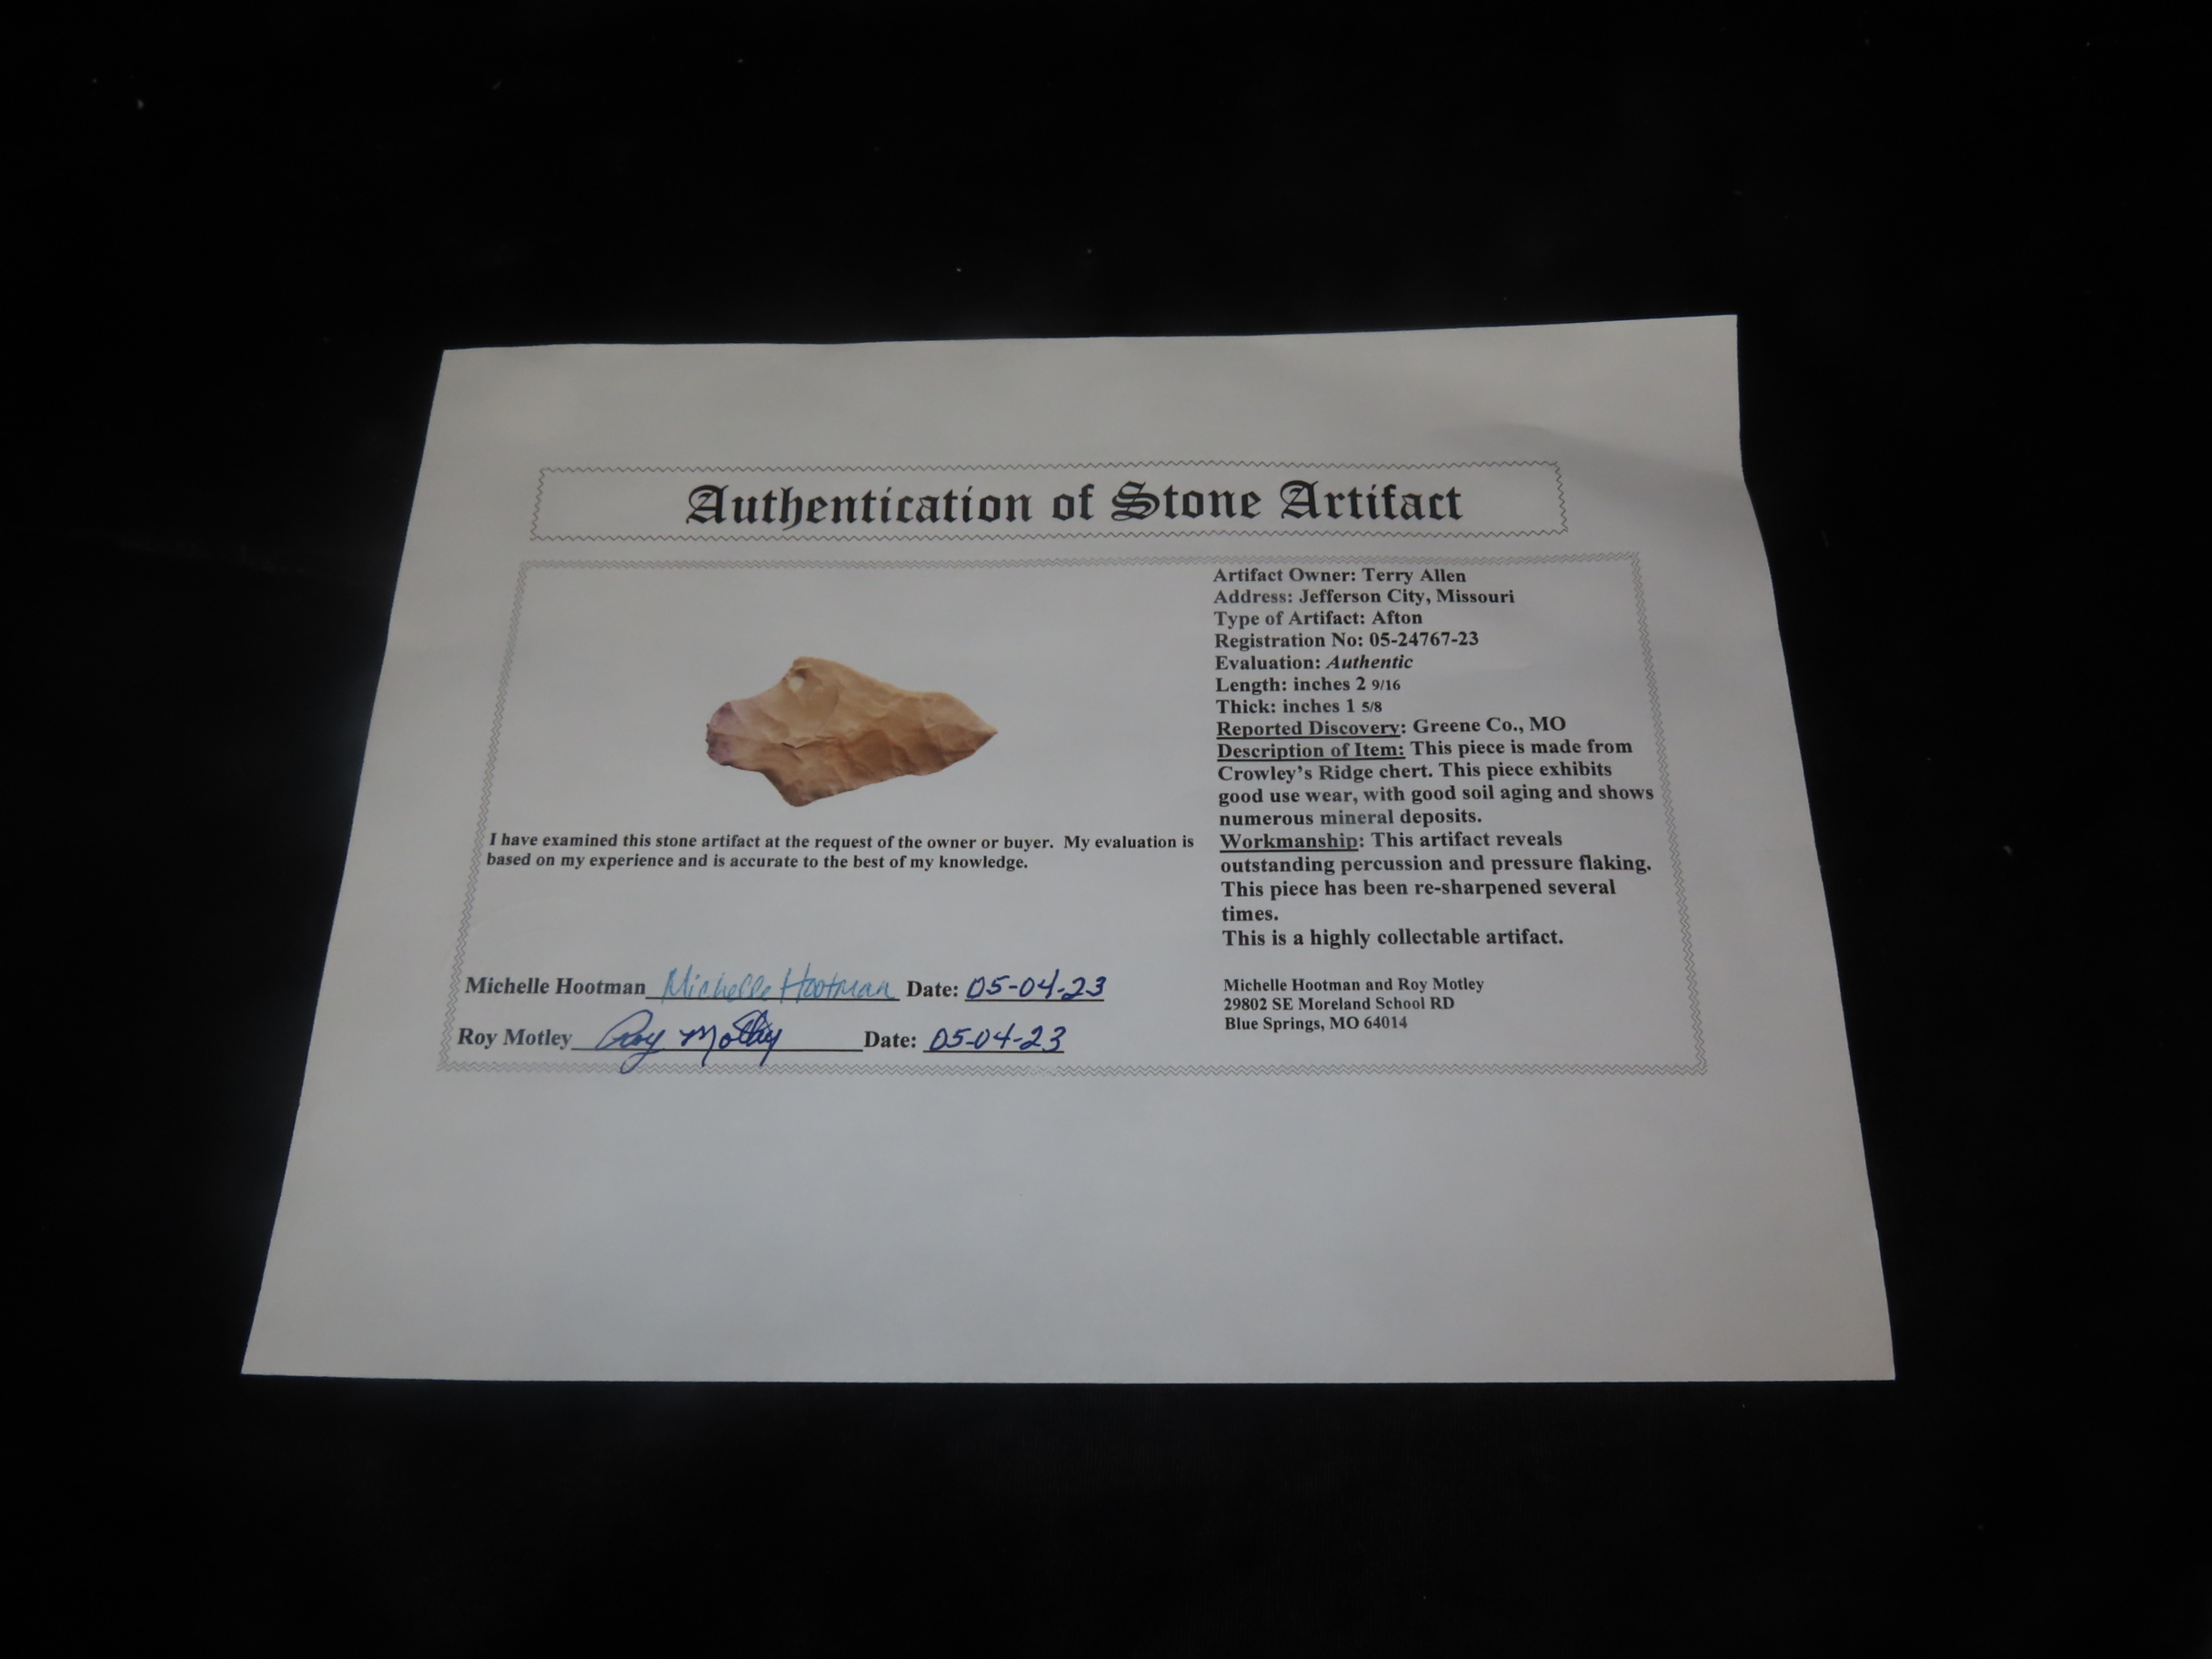 Authentication of Stone Artifact
Artifact Owner: Terry Allen
Address: Jefferson City, Missouri
Type of Artifact: Afton
Registration No: 05-24767-23
Evaluation: Authentic
Length: inches 2 9/16
Thick: inches 1 5/8
Reported Discovery: Greene Co., MO
Description of Item: This piece is made from
Crowley's Ridge chert. This piece exhibits
good use wear, with good soil aging and shows
numerous mineral deposits.
Workmanship: This artifact reveals
outstanding percussion and pressure flaking.
This piece has been re-sharpened several
times.
This is a highly collectable artifact.
I have examined this stone artifact at the request of the owner or buyer. My evaluation is
based on my experience and is accurate to the best of my knowledge.
Michelle Hootman Michelle Hootman Date: 05-04-23
Roy Motley Roy Motley Date: 05-04-23
Michelle Hootman and Roy Motley
29802 SE Moreland School RD
Blue Springs, MO 64014